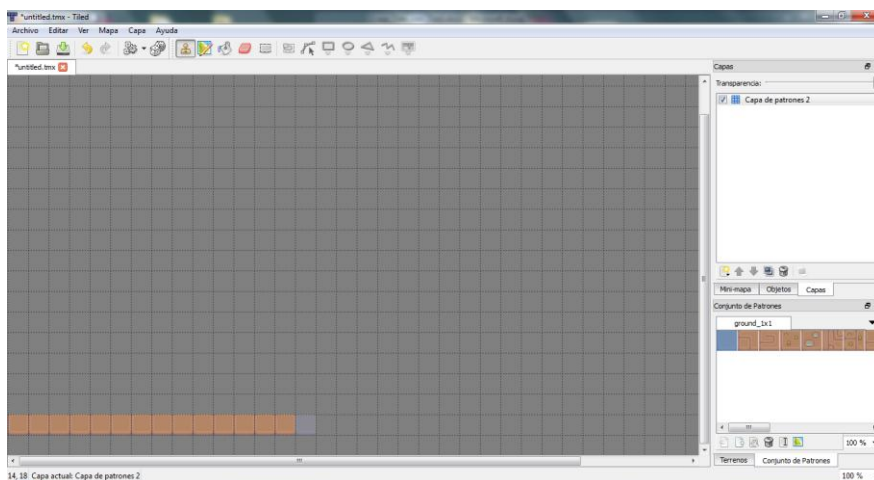 *untitled.tmx - Tiled
Archivo Editar Ver Mapa Capa Ayuda
*untitled.tmx
Capas
Transparencia:
Capa de patrones 2
Mini-mapa Objetos Capas
Conjunto de Patrones
ground_1x1
100 %
Terrenos Conjunto de Patrones
14, 18 Capa actual: Capa de patrones 2
100 %